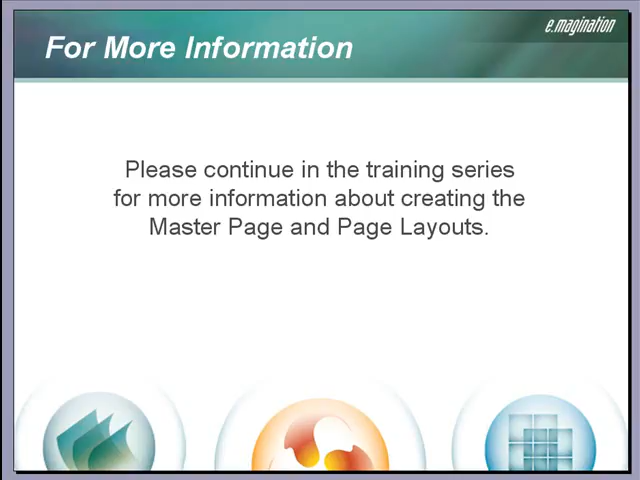 e.magination
For More Information
Please continue in the training series
for more information about creating the
Master Page and Page Layouts.